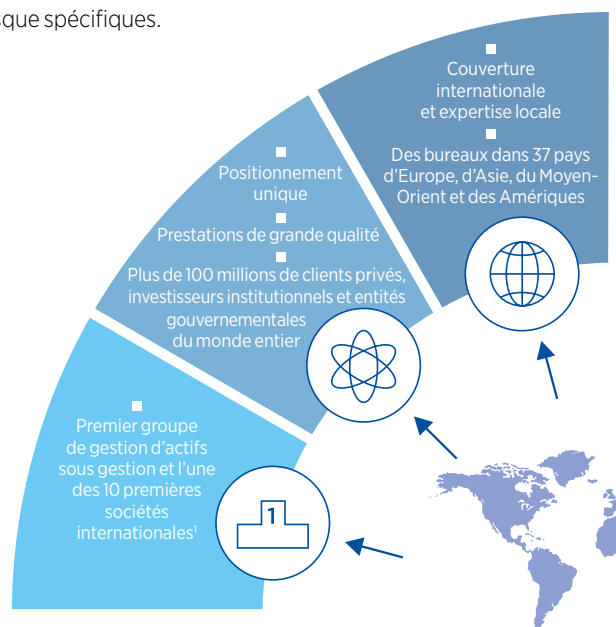 que spécifiques.
Couverture
internationale
et expertise locale
Des bureaux dans 37 pays
d'Europe, d'Asie, du Moyen-
Orient et des Amériques
Positionnement
unique
Prestations de grande qualité
Plus de 100 millions de clients privés,
investisseurs institutionnels et entités
gouvernementales
du monde entier
Premier groupe
de gestion d'actifs
sous gestion et l'une
des 10 premières
sociétés
internationales¹
1